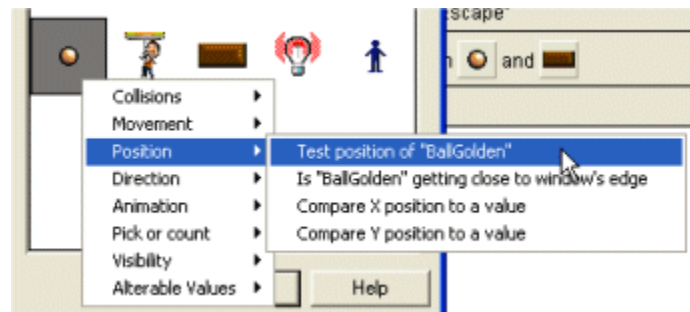 scape"
and
Collisions
Movement
Position
Direction
Animation
Pick or count
Visibility
Alterable Values
Test position of "BallGolden"
Is "BallGolden" getting close to window's edge
Compare X position to a value
Compare Y position to a value
Help